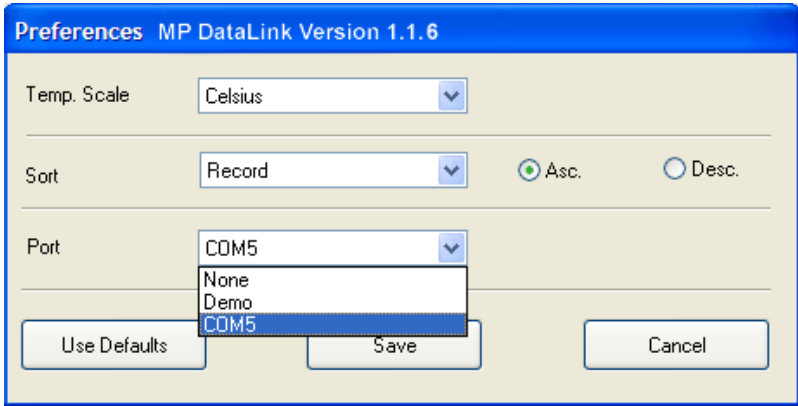 Preferences MP DataLink Version 1.1.6
Temp. Scale Celsius
Sort Record Asc. Desc.
Port COM5
None
Demo
COM5
Use Defaults Save Cancel